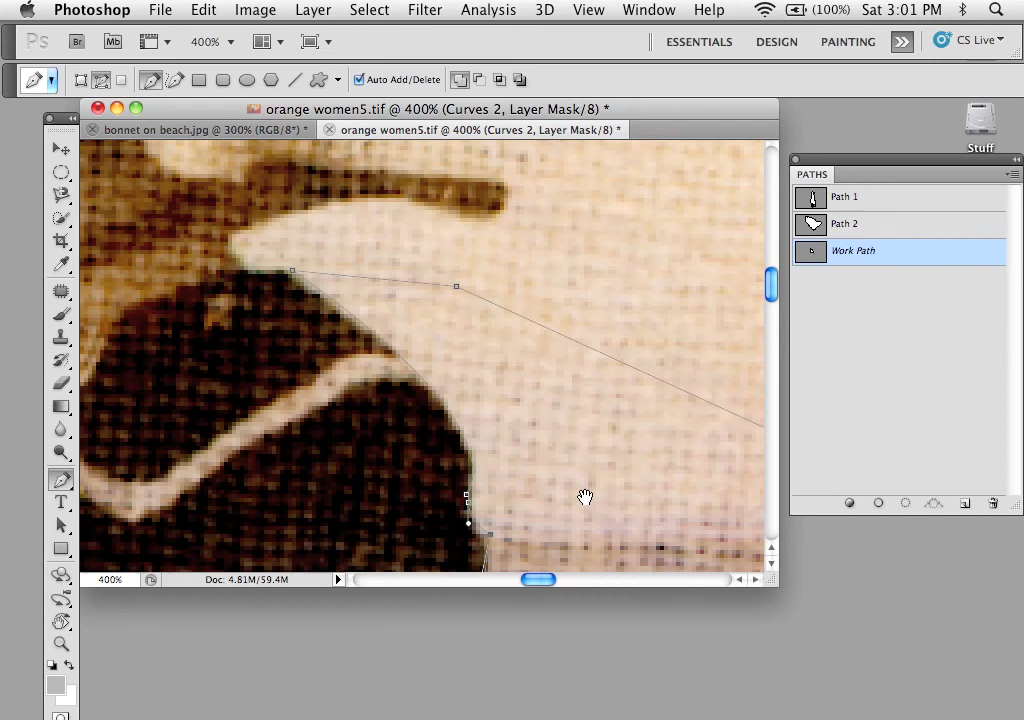 Photoshop File Edit Image Layer Select Filter Analysis 3D View Window Help (100%) Sat 3:01 PM
Ps Br Mb 400% ESSENTIALS DESIGN PAINTING CS Live
Auto Add/Delete
orange women5.tif @ 400% (Curves 2, Layer Mask/8) *
bonnet on beach.jpg @ 300% (RGB/8*) * orange women5.tif @ 400% (Curves 2, Layer Mask/8) *
Stuff
PATHS
Path 1
Path 2
Work Path
T
400% Doc: 4.81M/59.4M